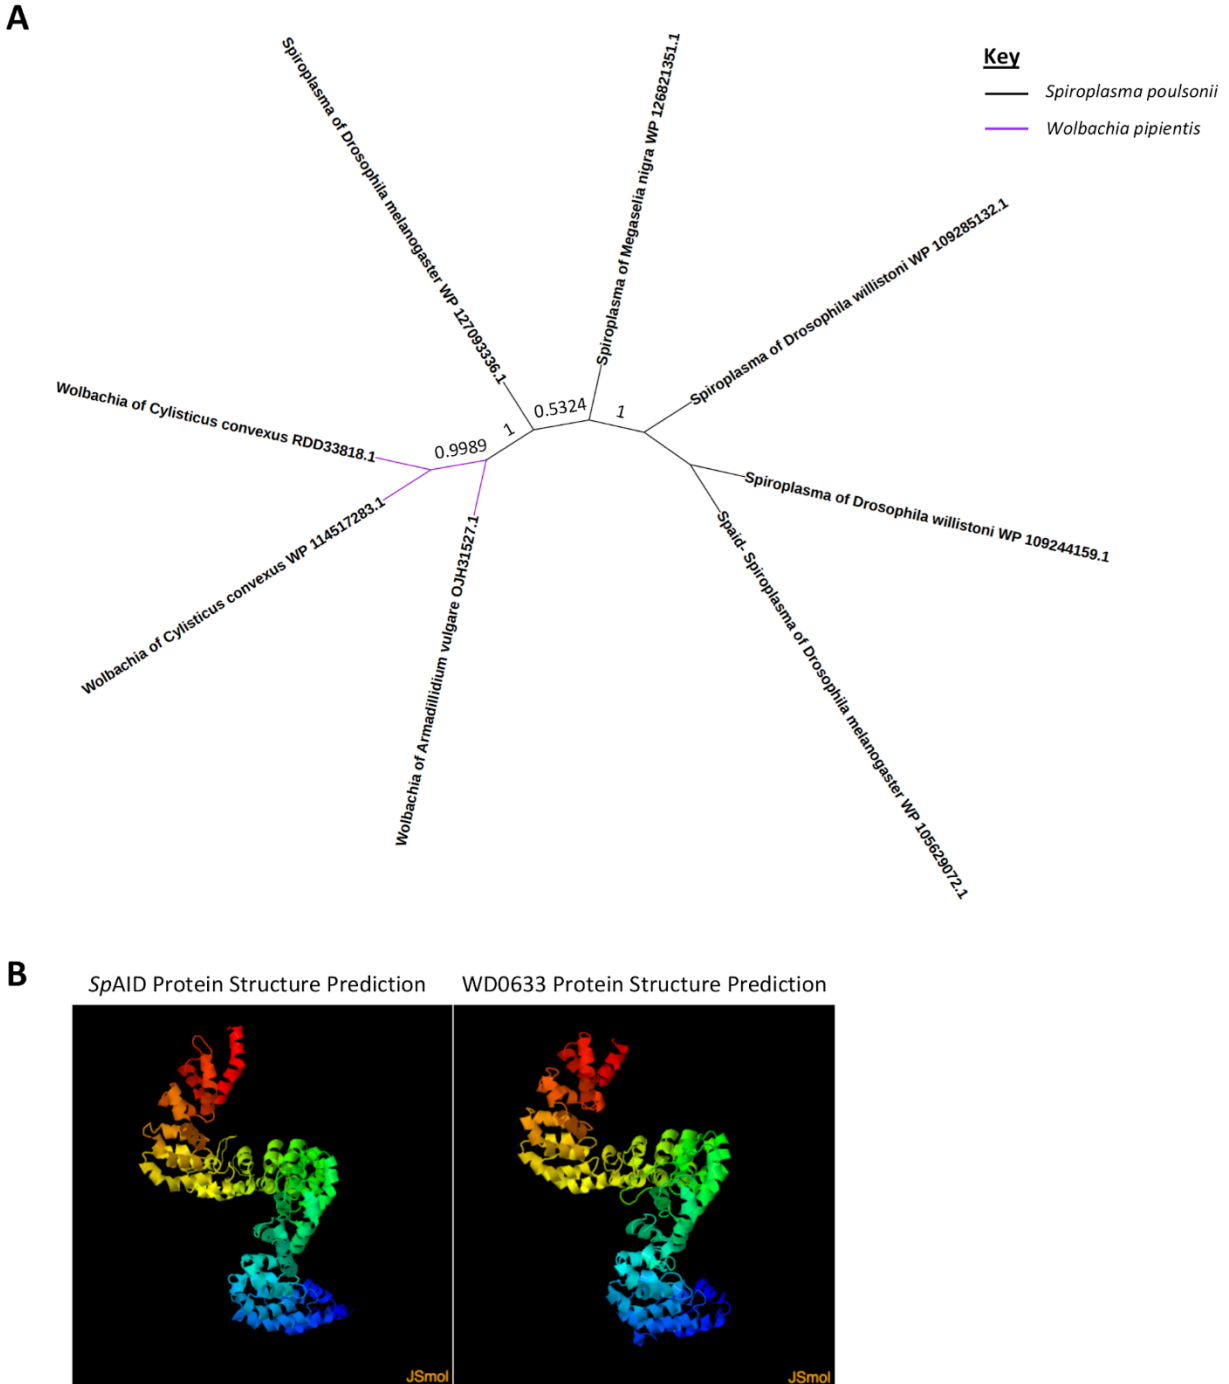 A
Key
Spiroplasma poulsonii
Wolbachia pipientis
Spiroplasma of Drosophila melanogaster WP 127093336.1
Spiroplasma of Megaselia nigra WP 126821351.1
Spiroplasma of Drosophila willistoni WP 109285132.1
Wolbachia of Cylisticus convexus RDD33818.1
0.9989
1
0.5324
1
Spiroplasma of Drosophila willistoni WP 109244159.1
Wolbachia of Cylisticus convexus WP 114517283.1
Wolbachia of Armadillidium vulgare OJH31527.1
Spaid- Spiroplasma of Drosophila melanogaster WP 105629072.1
B
SpAID Protein Structure Prediction
WD0633 Protein Structure Prediction
JSmol
JSmol